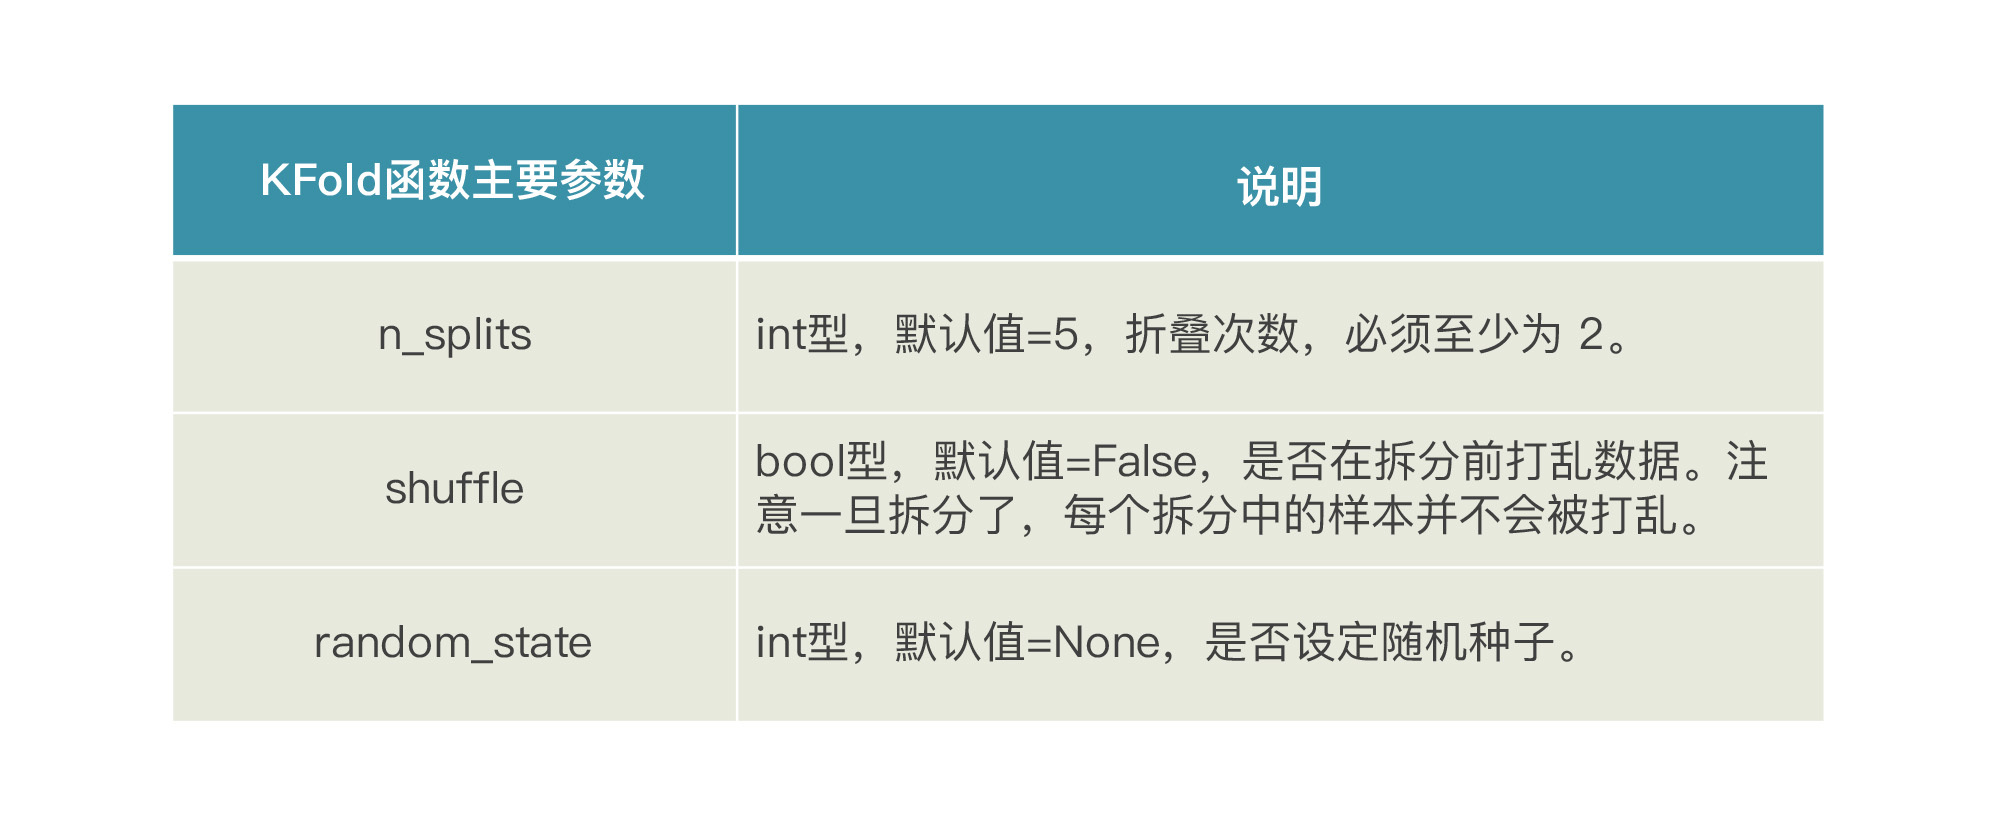 KFold函数主要参数
说明
n_splits
int型，默认值=5，折叠次数，必须至少为 2。
shuffle
bool型，默认值=False，是否在拆分前打乱数据。注
意一旦拆分了，每个拆分中的样本并不会被打乱。
random_state
int型，默认值=None，是否设定随机种子。